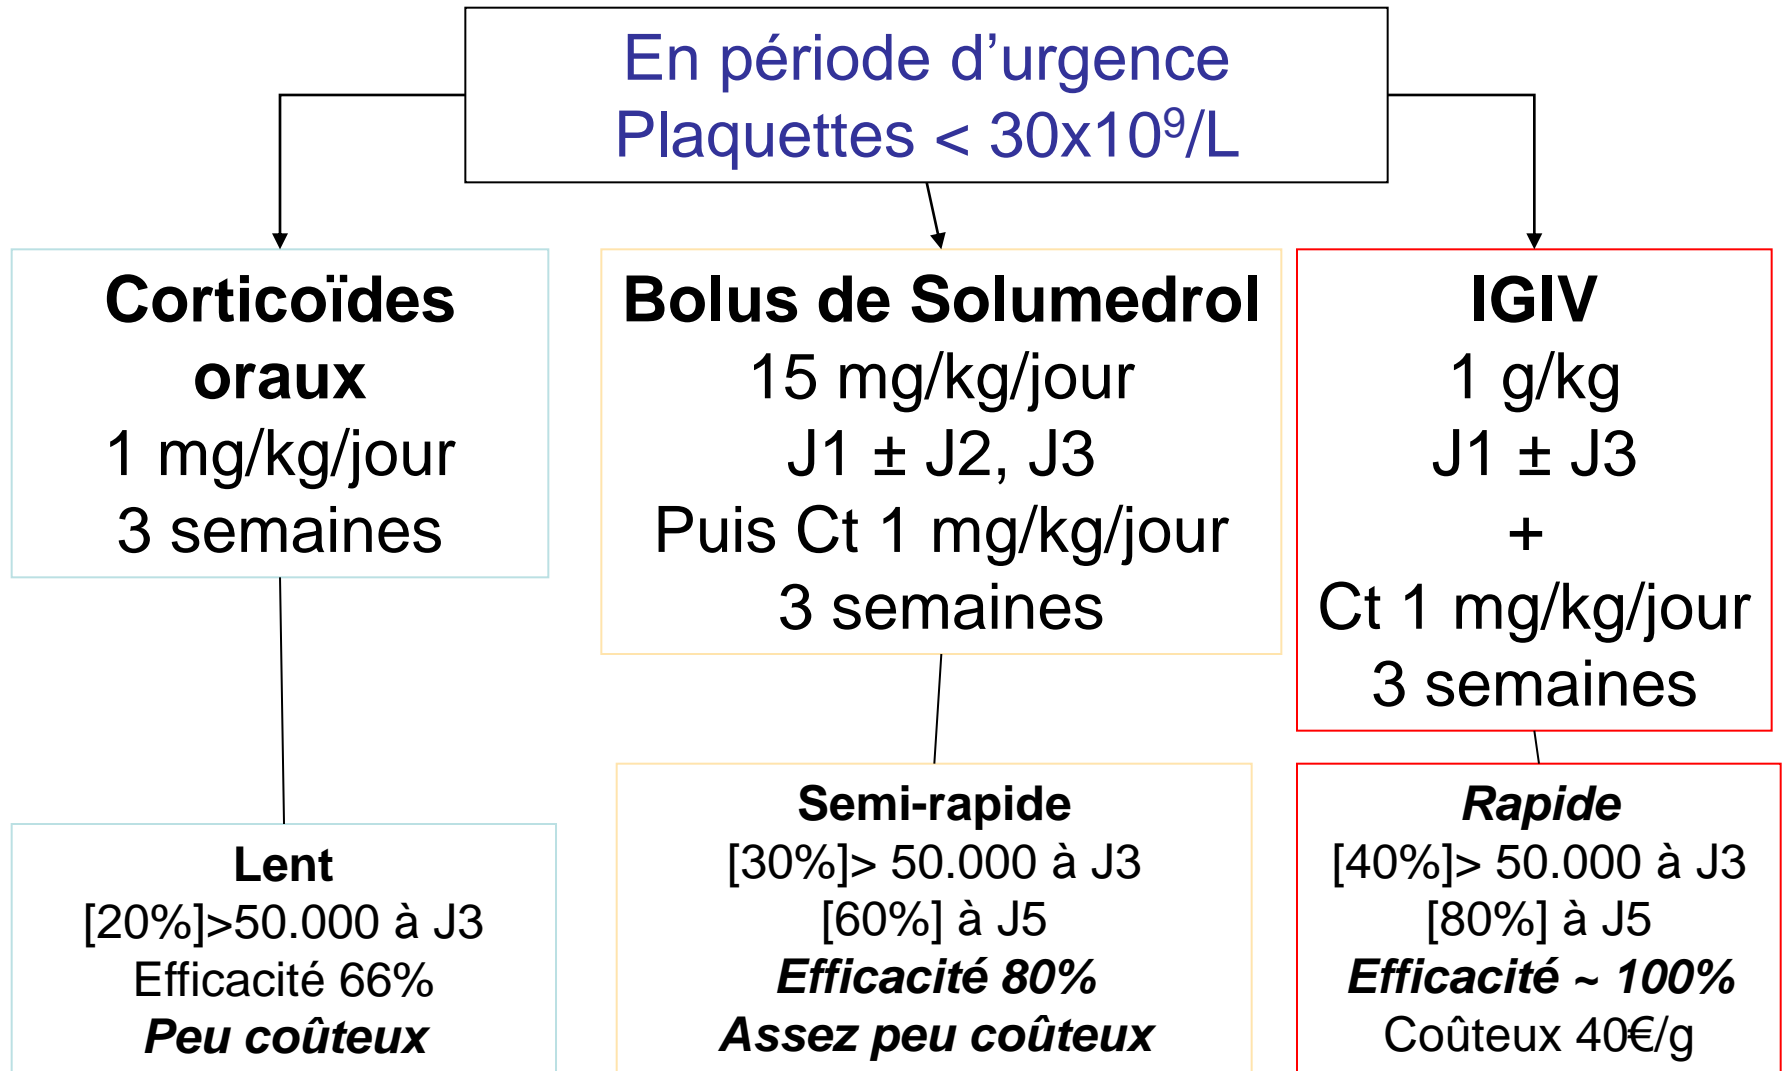 En période d'urgence
Plaquettes < 30x10⁹/L
Corticoïdes
oraux
1 mg/kg/jour
3 semaines
Bolus de Solumedrol
15 mg/kg/jour
J1 ± J2, J3
Puis Ct 1 mg/kg/jour
3 semaines
IGIV
1 g/kg
J1 ± J3
+
Ct 1 mg/kg/jour
3 semaines
Lent
[20%]>50.000 à J3
Efficacité 66%
Peu coûteux
Semi-rapide
[30%]> 50.000 à J3
[60%] à J5
Efficacité 80%
Assez peu coûteux
Rapide
[40%]> 50.000 à J3
[80%] à J5
Efficacité ~ 100%
Coûteux 40€/g